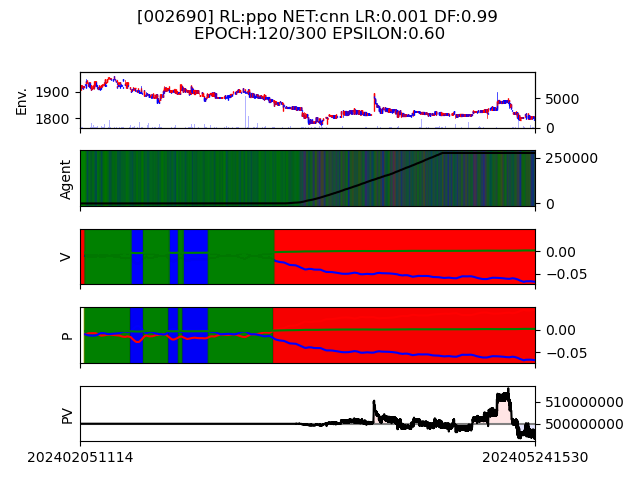 [002690] RL:ppo NET:cnn LR:0.001 DF:0.99
EPOCH:120/300 EPSILON:0.60
Env.
1900
1800
5000
0
Agent
250000
0
V
0.00
−0.05
P
0.00
−0.05
PV
510000000
500000000
202402051114
202405241530